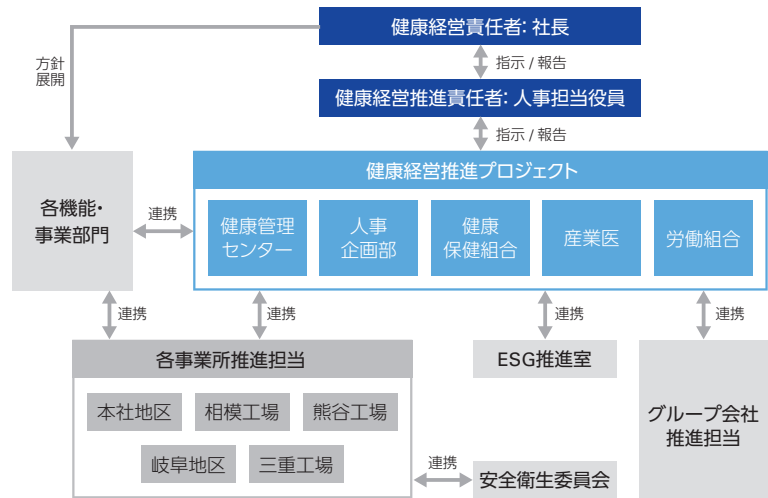 健康経営責任者: 社長
方針
展開
指示 / 報告
健康経営推進責任者: 人事担当役員
指示 / 報告
健康経営推進プロジェクト
各機能・
事業部門
連携
健康管理
センター
人事
企画部
健康
保健組合
産業医
労働組合
連携
連携
連携
連携
各事業所推進担当
本社地区
相模工場
熊谷工場
岐阜地区
三重工場
ESG推進室
グループ会社
推進担当
連携
安全衛生委員会